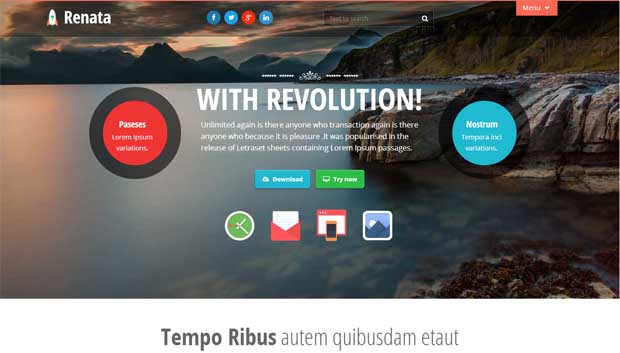 Renata
Text to search
Menu
WITH REVOLUTION!
Unlimited again is there anyone who transaction again is there
anyone who because it is pleasure .It was popularised in the
release of Letraset sheets containing Lorem Ipsum passages.
Paseses
Lorem Ipsum
variations.
Nostrum
Tempora inci
variations.
Download
Try now
Tempo Ribus autem quibusdam etaut